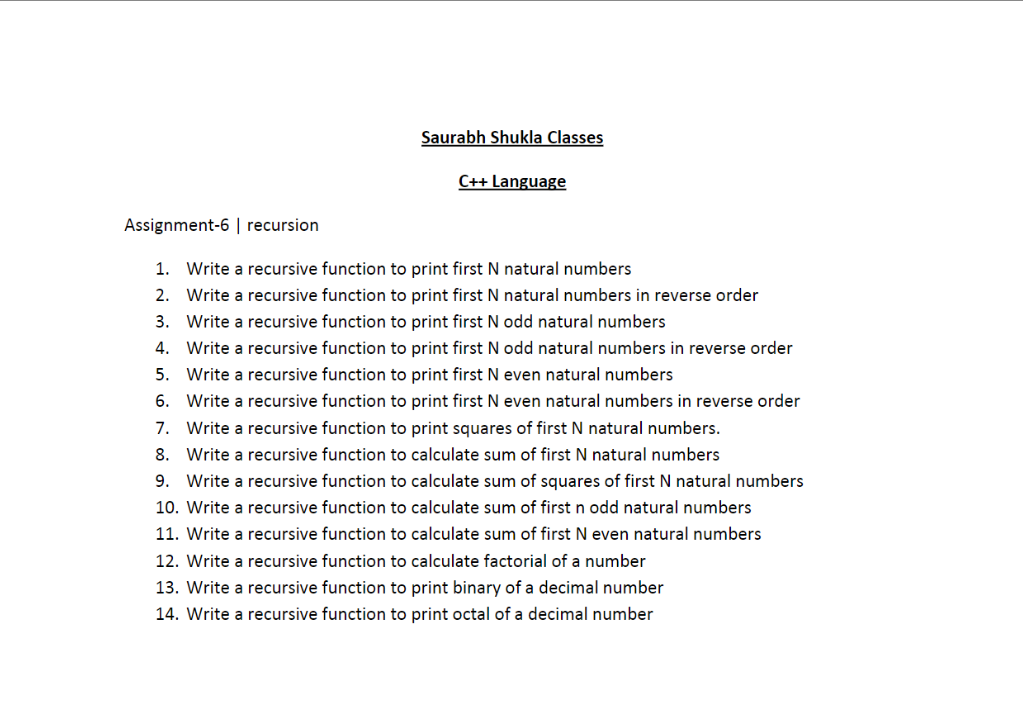 Saurabh Shukla Classes
C++ Language
Assignment-6 | recursion
1. Write a recursive function to print first N natural numbers
2. Write a recursive function to print first N natural numbers in reverse order
3. Write a recursive function to print first N odd natural numbers
4. Write a recursive function to print first N odd natural numbers in reverse order
5. Write a recursive function to print first N even natural numbers
6. Write a recursive function to print first N even natural numbers in reverse order
7. Write a recursive function to print squares of first N natural numbers.
8. Write a recursive function to calculate sum of first N natural numbers
9. Write a recursive function to calculate sum of squares of first N natural numbers
10. Write a recursive function to calculate sum of first n odd natural numbers
11. Write a recursive function to calculate sum of first N even natural numbers
12. Write a recursive function to calculate factorial of a number
13. Write a recursive function to print binary of a decimal number
14. Write a recursive function to print octal of a decimal number